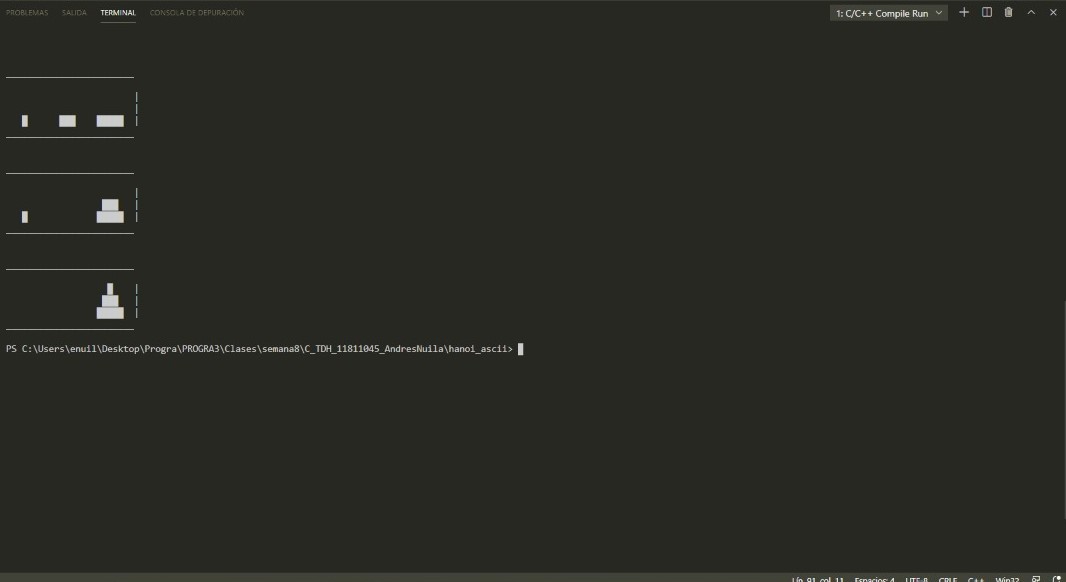 PROBLEMAS SALIDA TERMINAL CONSOLA DE DEPURACIÓN 1: C/C++ Compile Run
PS C:\Users\enuil\Desktop\Progra\PROGRA3\Clases\semana8\C_TDH_11811045_AndresNuila\hanoi_ascii>
Lín. 91, col. 11 Espacios: 4 UTF-8 CRLF C++ Win32